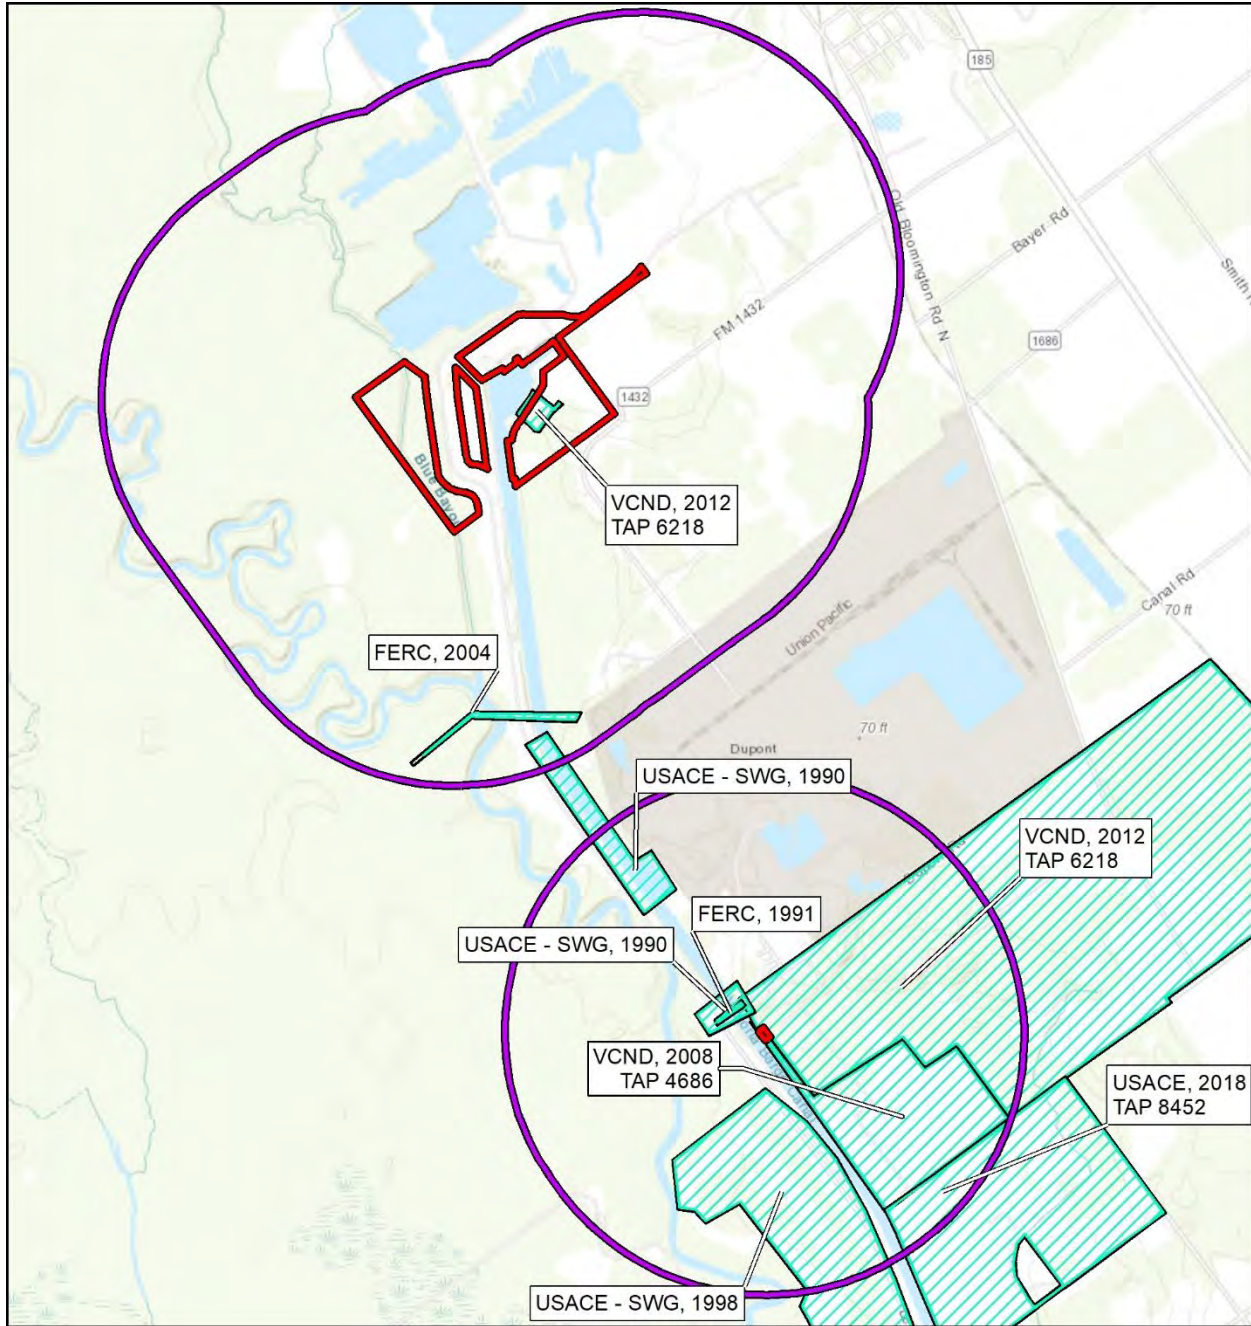 185
Old Bloomington Rd N
Bayer Rd
FM-1432
1686
1432
Blue Bayou
VCND, 2012
TAP 6218
Union Pacific
Canal Rd
70 ft
FERC, 2004
70 ft
Dupont
USACE - SWG, 1990
VCND, 2012
TAP 6218
FERC, 1991
USACE - SWG, 1990
VCND, 2008
TAP 4686
USACE, 2018
TAP 8452
Canal
USACE - SWG, 1998